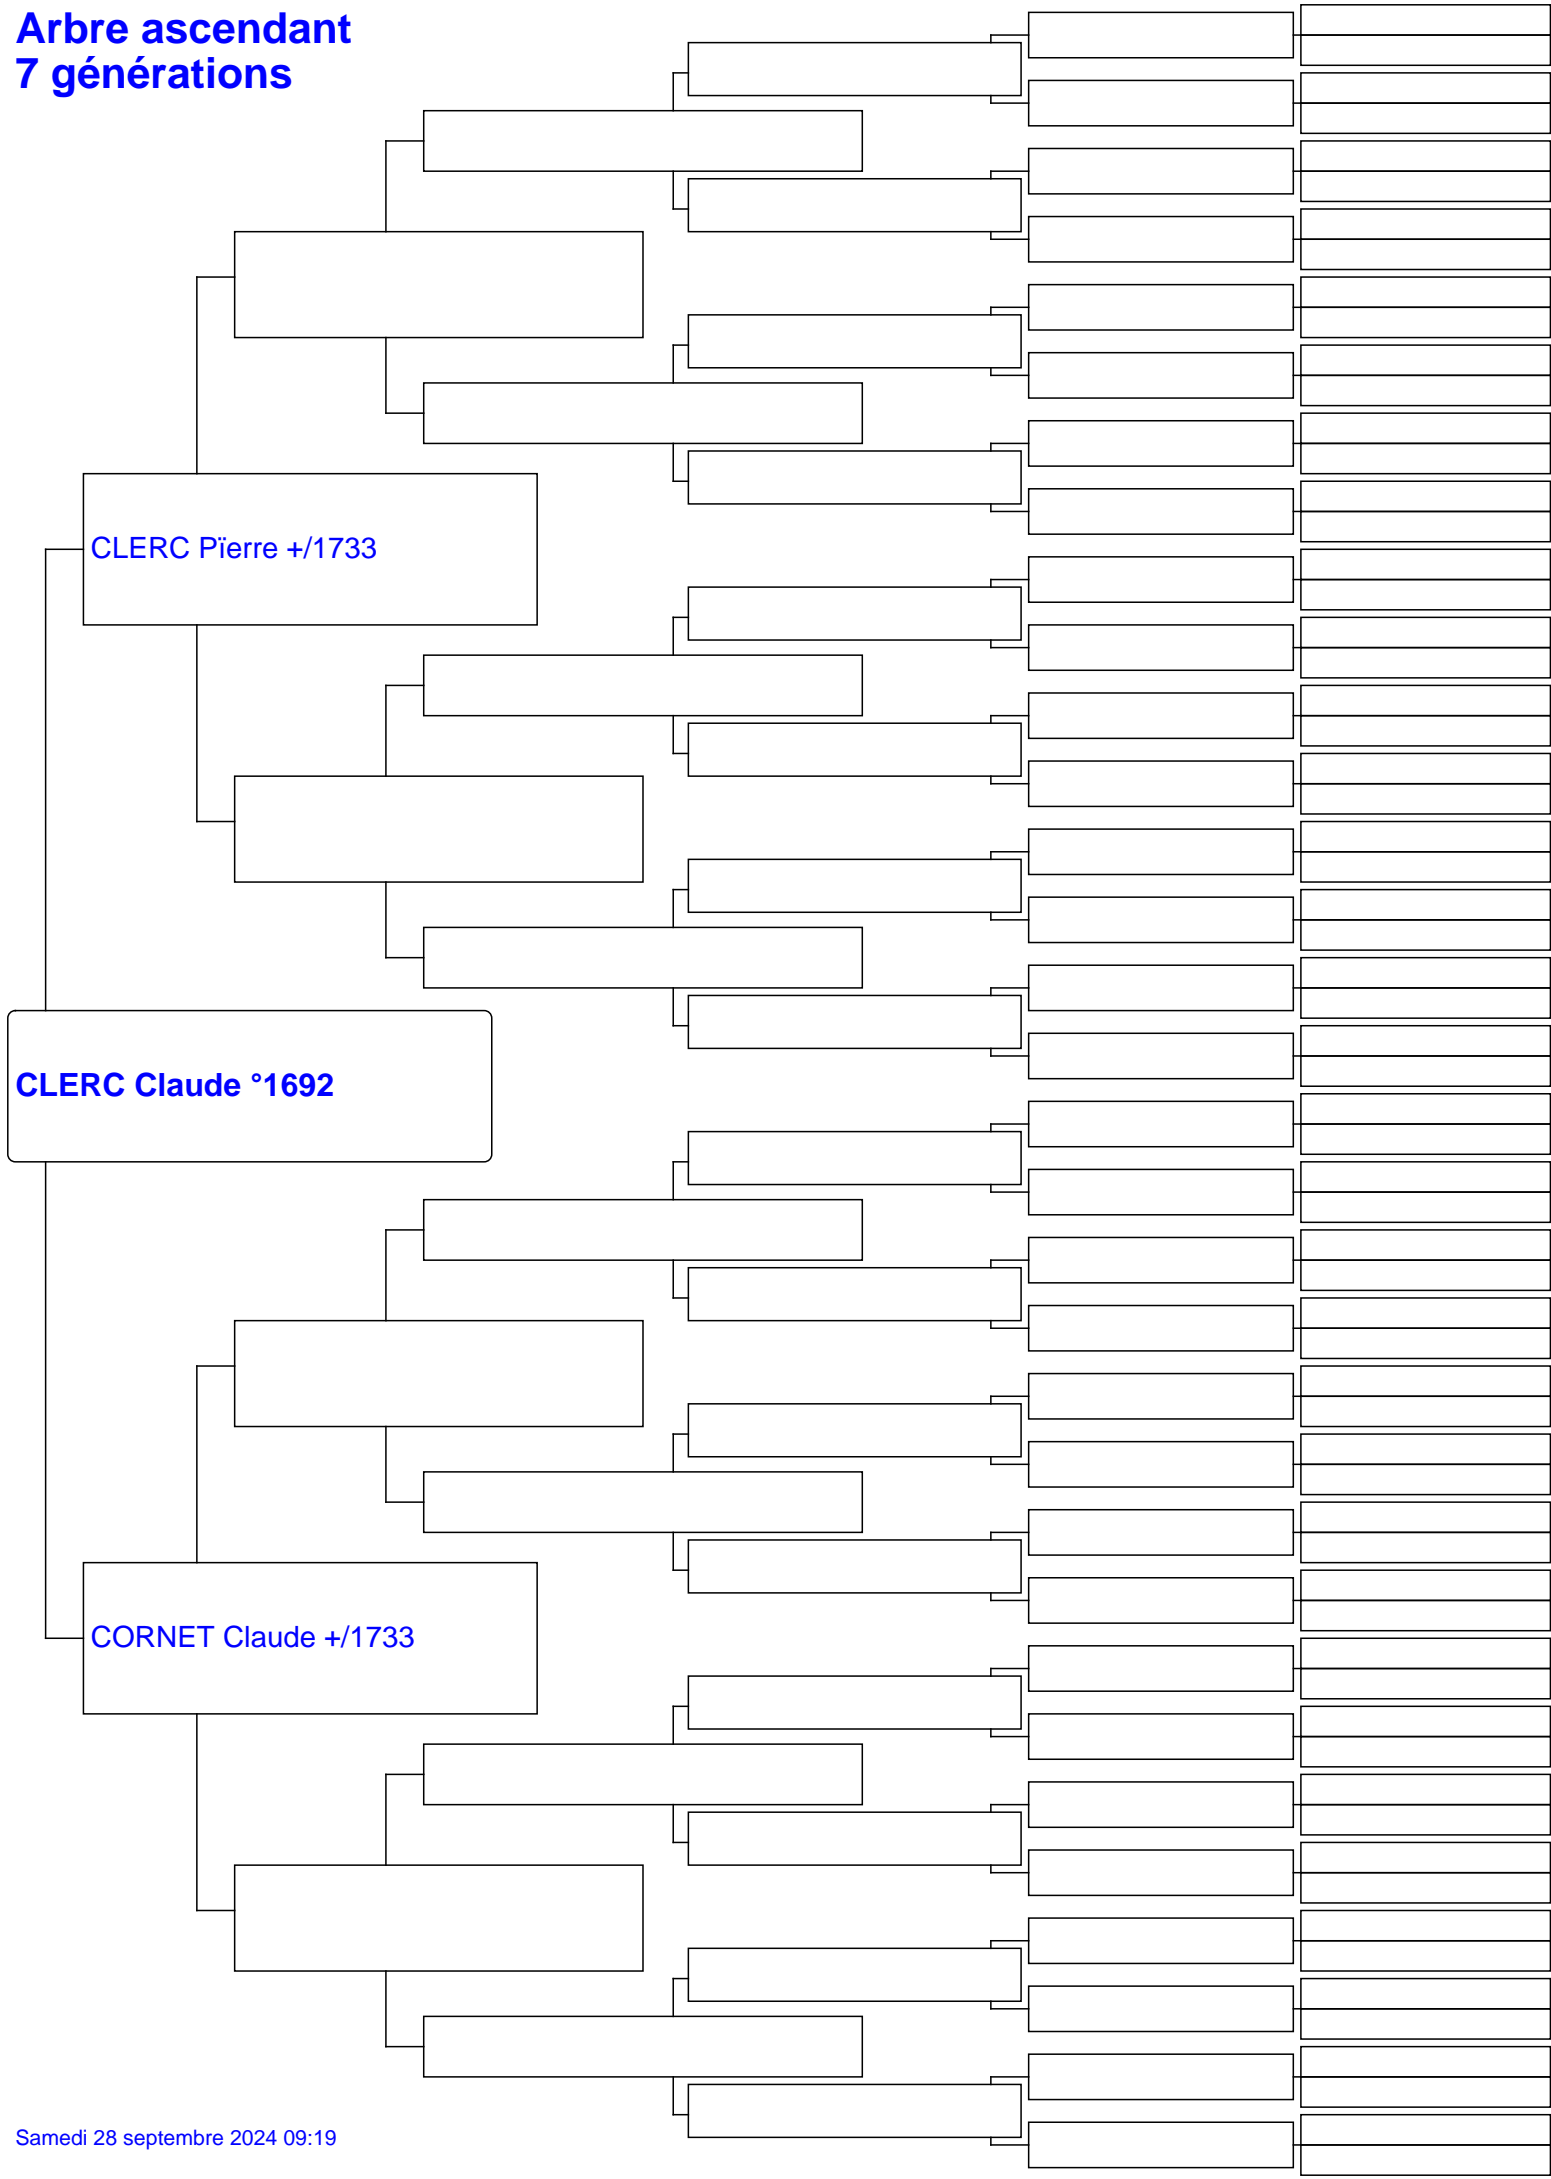 Arbre ascendant
7 générations
CLERC Pïerre +/1733
CLERC Claude °1692
CORNET Claude +/1733
Samedi 28 septembre 2024 09:19